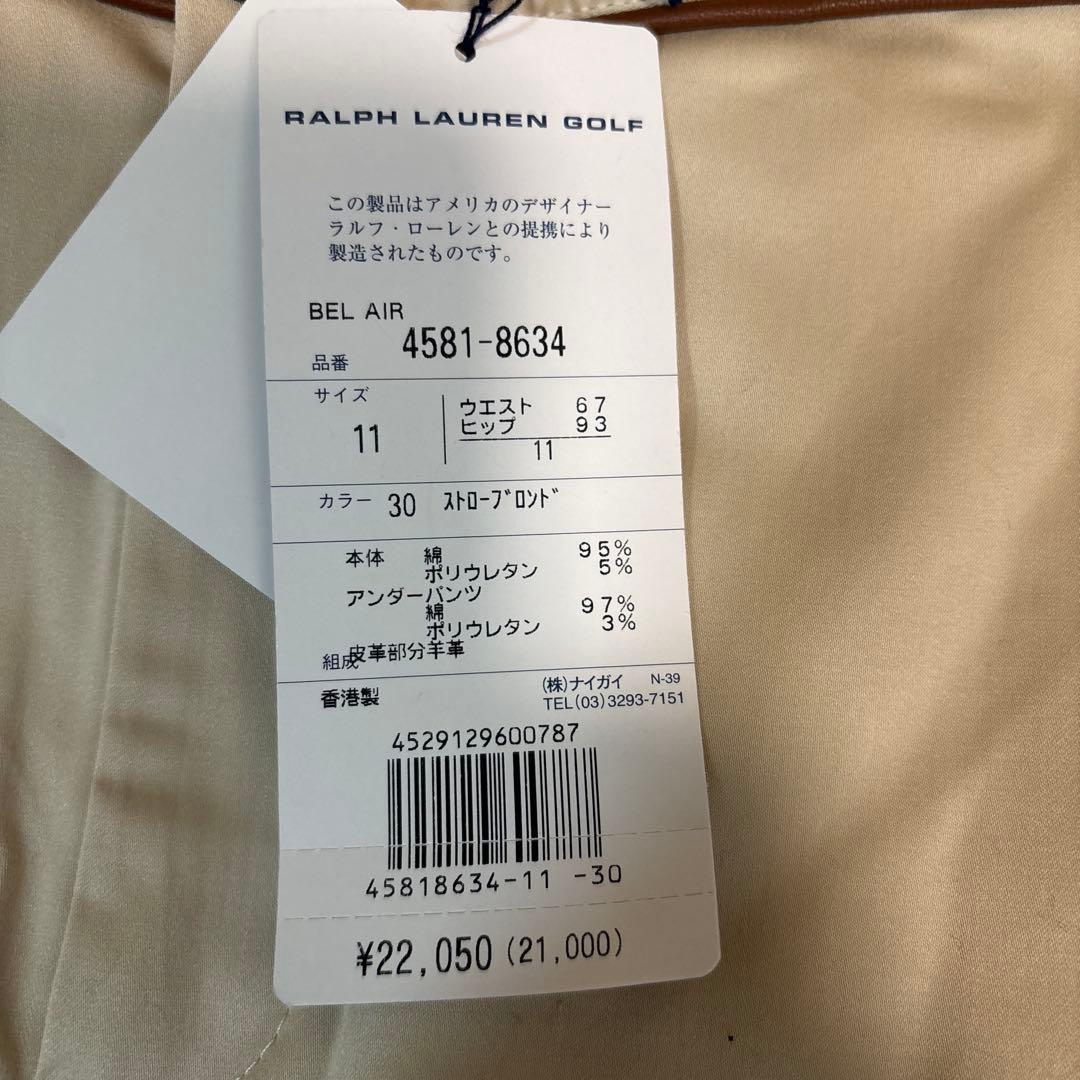 RALPH LAUREN GOLF
この製品はアメリカのデザイナー
ラルフ・ローレンとの提携により
製造されたものです。
BEL AIR
品番 4581-8634
サイズ 11
ウエスト 67
ヒップ 93
11
カラー 30 ｽﾄﾛｰﾌﾞﾛﾝﾄﾞ
本体 綿 95%
ポリウレタン 5%
アンダーパンツ
綿 97%
ポリウレタン 3%
組成 皮革部分羊革
香港製
(株)ナイガイ N-39
TEL(03)3293-7151
4529129600787
45818634-11 -30
¥22,050(21,000)